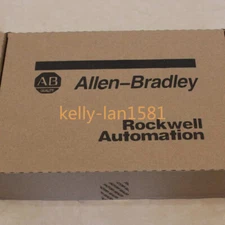 AB Allen-Bradley
kelly-lan1581
Rockwell
Automation